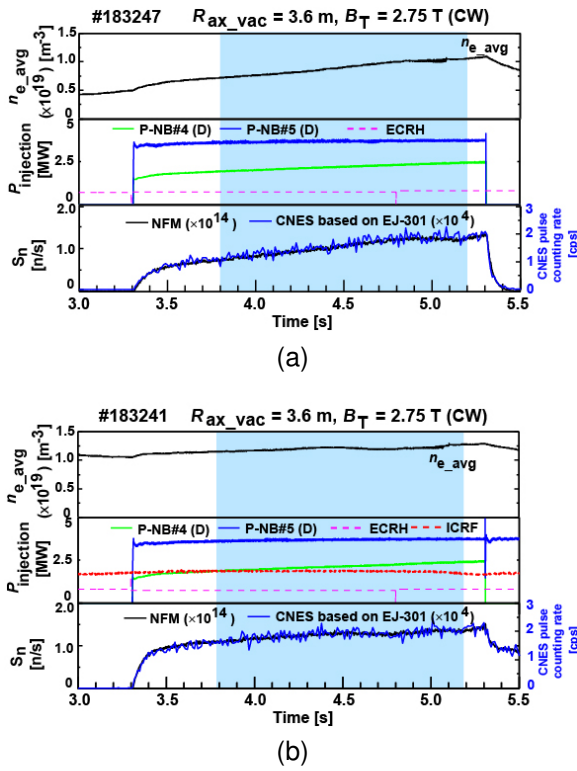 #183247 R_ax_vac = 3.6 m, B_T = 2.75 T (CW)
n_e_avg (×10^19) [m^-3]
1.5
1.0
0.5
0
n_e_avg
P_injection [MW]
5
2.5
0
P-NB#4 (D) P-NB#5 (D) ECRH
S_n [n/s]
2.0
1.0
0
NFM (×10^14) CNES based on EJ-301 (×10^4)
3
2
1
0
CNES pulse counting rate [cps]
3.0 3.5 4.0 4.5 5.0 5.5
Time [s]
(a)
#183241 R_ax_vac = 3.6 m, B_T = 2.75 T (CW)
n_e_avg (×10^19) [m^-3]
1.5
1.0
0.5
0
n_e_avg
P_injection [MW]
5
2.5
0
P-NB#4 (D) P-NB#5 (D) ECRH ICRF
S_n [n/s]
2.0
1.0
0
NFM (×10^14) CNES based on EJ-301 (×10^4)
3
2
1
0
CNES pulse counting rate [cps]
3.0 3.5 4.0 4.5 5.0 5.5
Time [s]
(b)